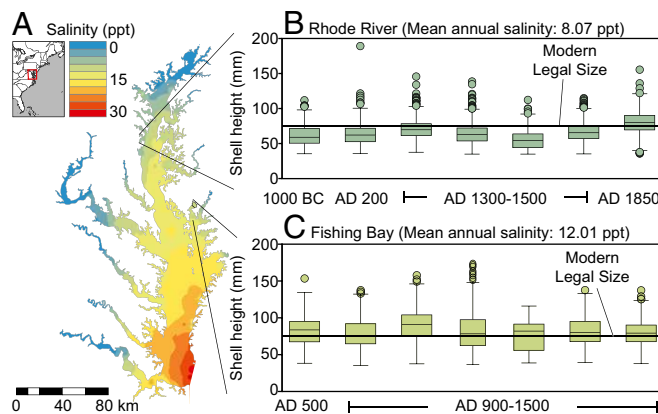 A
Salinity (ppt)
0
15
30
0 40 80
km
B Rhode River (Mean annual salinity: 8.07 ppt)
200
150
100
50
0
Shell height (mm)
Modern
Legal Size
1000 BC AD 200 AD 1300-1500 AD 1850
C Fishing Bay (Mean annual salinity: 12.01 ppt)
200
150
100
50
0
Shell height (mm)
Modern
Legal Size
AD 500 AD 900-1500